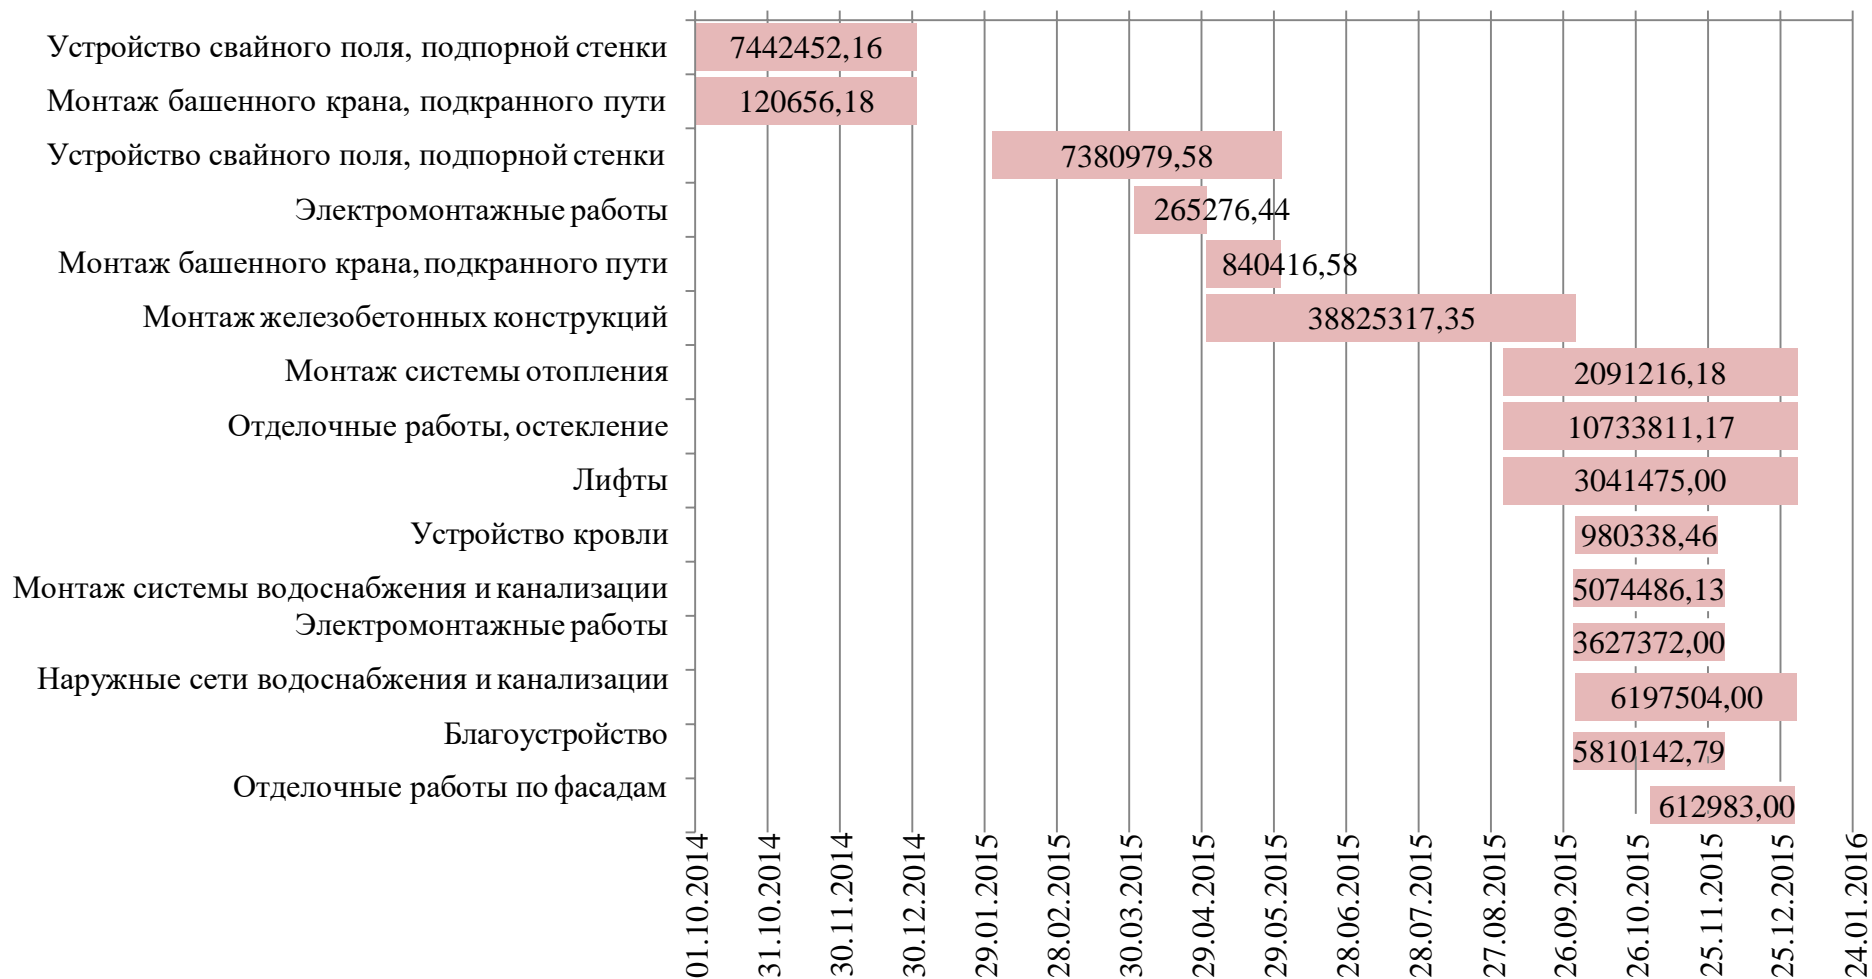 Устройство свайного поля, подпорной стенки 7442452,16
Монтаж башенного крана, подкранного пути 120656,18
Устройство свайного поля, подпорной стенки 7380979,58
Электромонтажные работы 265276,44
Монтаж башенного крана, подкранного пути 840416,58
Монтаж железобетонных конструкций 38825317,35
Монтаж системы отопления 2091216,18
Отделочные работы, остекление 10733811,17
Лифты 3041475,00
Устройство кровли 980338,46
Монтаж системы водоснабжения и канализации 5074486,13
Электромонтажные работы 3627372,00
Наружные сети водоснабжения и канализации 6197504,00
Благоустройство 5810142,79
Отделочные работы по фасадам 612983,00
01.10.2014
31.10.2014
30.11.2014
30.12.2014
29.01.2015
28.02.2015
30.03.2015
29.04.2015
29.05.2015
28.06.2015
28.07.2015
27.08.2015
26.09.2015
26.10.2015
25.11.2015
25.12.2015
24.01.2016